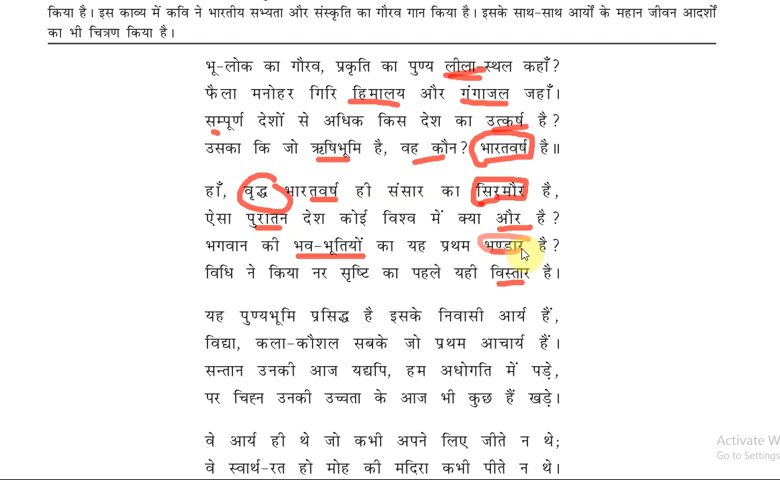 किया है। इस काव्य में कवि ने भारतीय सभ्यता और संस्कृति का गौरव गान किया है। इसके साथ-साथ आर्यों के महान जीवन आदर्शों
का भी चित्रण किया है।
भू-लोक का गौरव, प्रकृति का पुण्य लीला-स्थल कहाँ?
फैला मनोहर गिरि हिमालय और गंगाजल जहाँ।
सम्पूर्ण देशों से अधिक किस देश का उत्कर्ष है?
उसका कि जो ऋषिभूमि है, वह कौन? भारतवर्ष है॥
हाँ, वृद्ध भारतवर्ष ही संसार का सिरमौर है,
ऐसा पुरातन देश कोई विश्व में क्या और है?
भगवान की भव-भूतियों का यह प्रथम भण्डार है?
विधि ने किया नर सृष्टि का पहले यही विस्तार है।
यह पुण्यभूमि प्रसिद्ध है इसके निवासी आर्य हैं,
विद्या, कला-कौशल सबके जो प्रथम आचार्य हैं।
सन्तान उनकी आज यद्यपि, हम अधोगति में पड़े,
पर चिह्न उनकी उच्चता के आज भी कुछ हैं खड़े।
वे आर्य ही थे जो कभी अपने लिए जीते न थे;
वे स्वार्थ-रत हो मोह की मदिरा कभी पीते न थे।
Activate W
Go to Settings